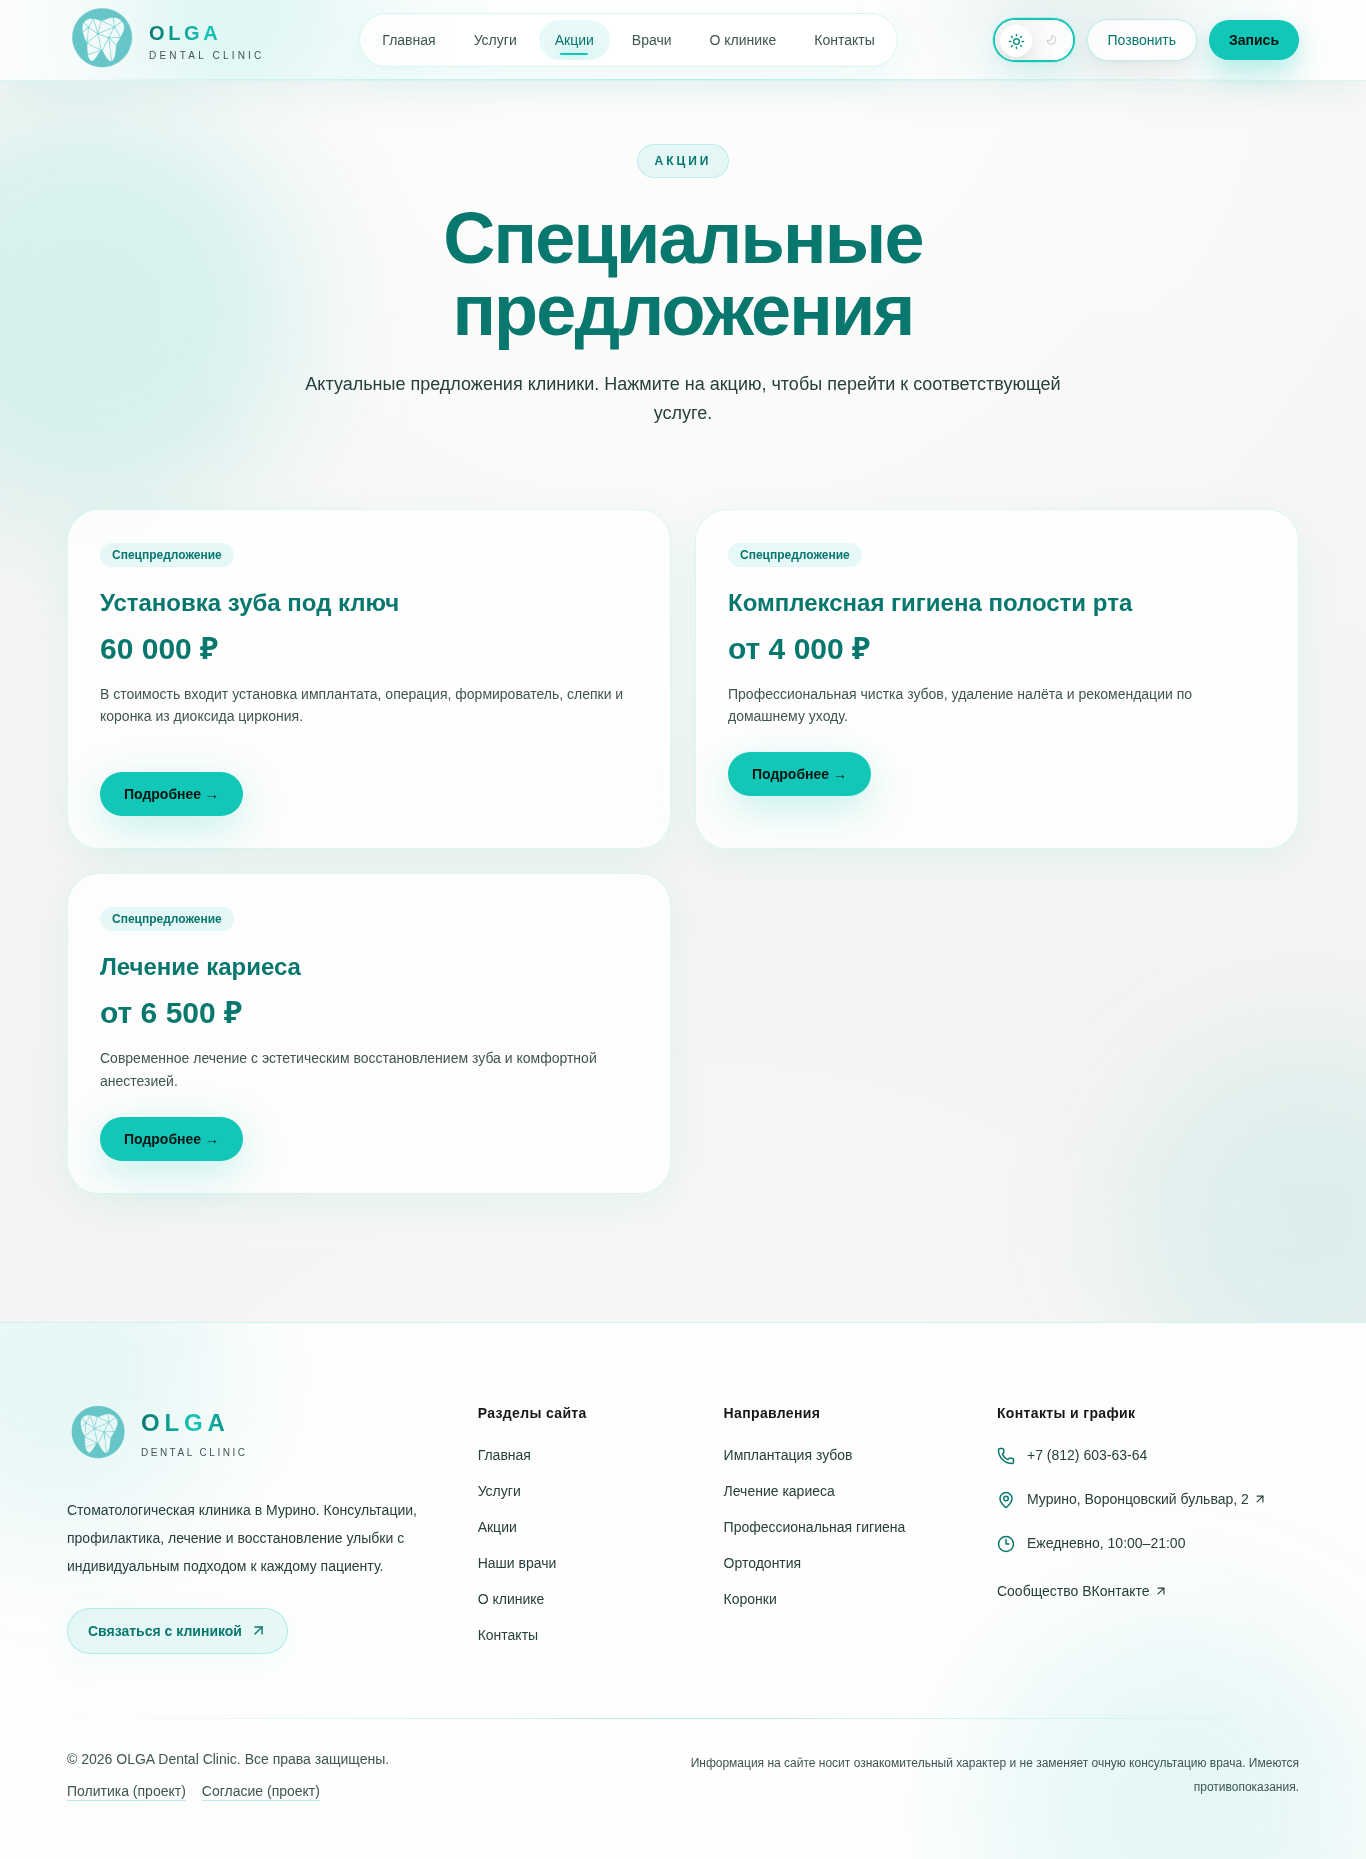 OLGA
DENTAL CLINIC
Главная
Услуги
Акции
Врачи
О клинике
Контакты
Позвонить
Запись
АКЦИИ
Специальные
предложения
Актуальные предложения клиники. Нажмите на акцию, чтобы перейти к соответствующей
услуге.
Спецпредложение
Установка зуба под ключ
60 000 ₽
В стоимость входит установка имплантата, операция, формирователь, слепки и
коронка из диоксида циркония.
Подробнее →
Спецпредложение
Комплексная гигиена полости рта
от 4 000 ₽
Профессиональная чистка зубов, удаление налёта и рекомендации по
домашнему уходу.
Подробнее →
Спецпредложение
Лечение кариеса
от 6 500 ₽
Современное лечение с эстетическим восстановлением зуба и комфортной
анестезией.
Подробнее →
OLGA
DENTAL CLINIC
Стоматологическая клиника в Мурино. Консультации,
профилактика, лечение и восстановление улыбки с
индивидуальным подходом к каждому пациенту.
Связаться с клиникой
Разделы сайта
Главная
Услуги
Акции
Наши врачи
О клинике
Контакты
Направления
Имплантация зубов
Лечение кариеса
Профессиональная гигиена
Ортодонтия
Коронки
Контакты и график
+7 (812) 603-63-64
Мурино, Воронцовский бульвар, 2
Ежедневно, 10:00–21:00
Сообщество ВКонтакте
© 2026 OLGA Dental Clinic. Все права защищены.
Политика (проект)
Согласие (проект)
Информация на сайте носит ознакомительный характер и не заменяет очную консультацию врача. Имеются
противопоказания.